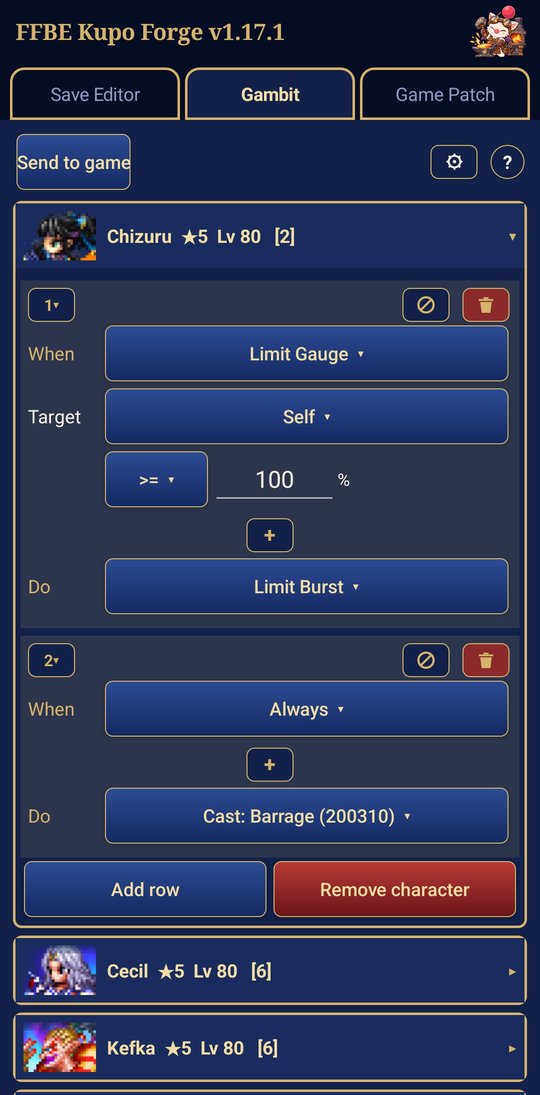 FFBE Kupo Forge v1.17.1
Save Editor
Gambit
Game Patch
Send to game
?
Chizuru ★5 Lv 80 [2]
1
When
Limit Gauge
Target
Self
>=
100
%
+
Do
Limit Burst
2
When
Always
+
Do
Cast: Barrage (200310)
Add row
Remove character
Cecil ★5 Lv 80 [6]
Kefka ★5 Lv 80 [6]